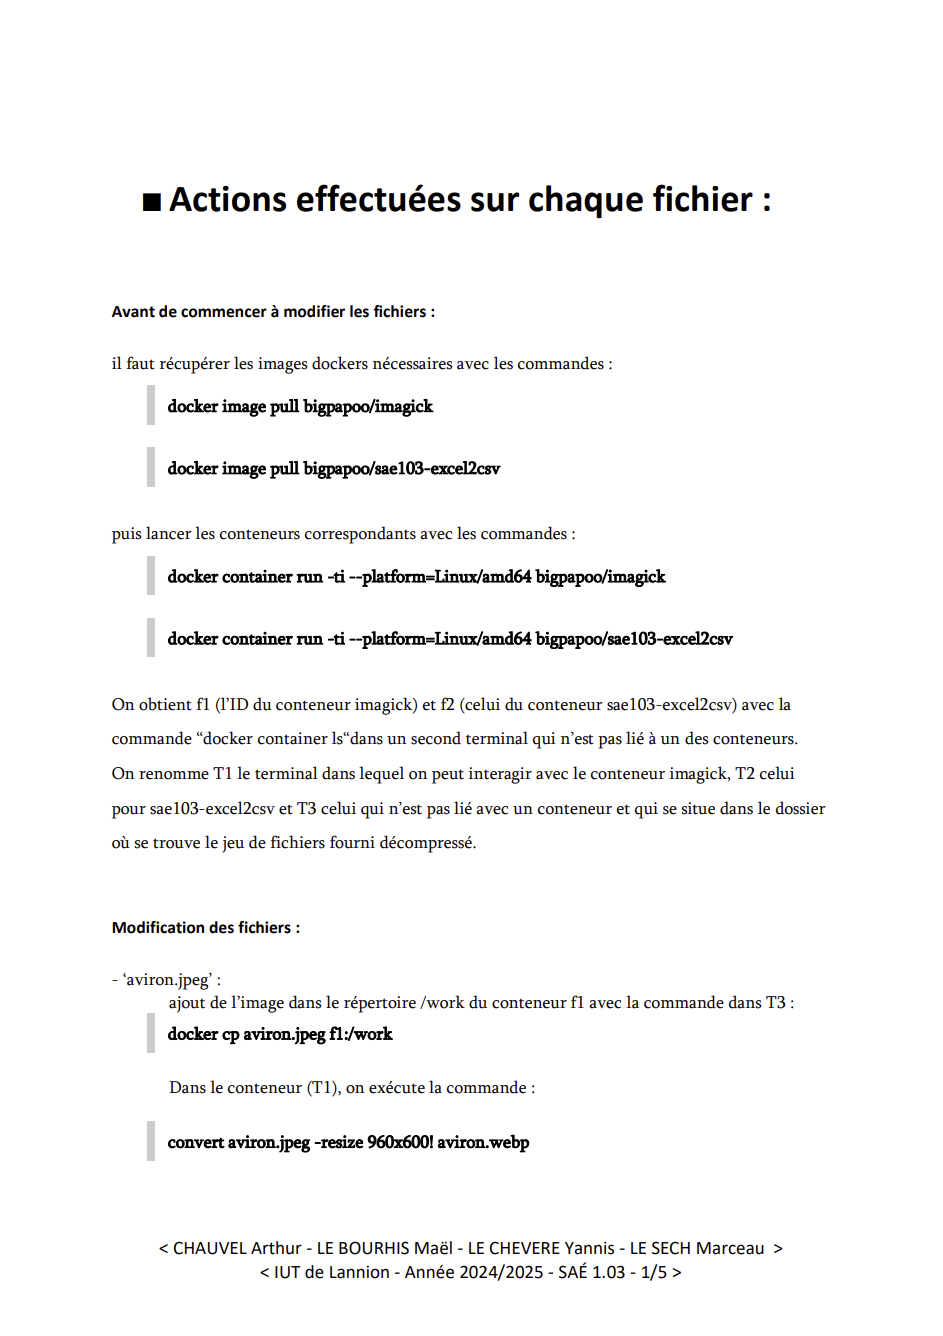 ■ Actions effectuées sur chaque fichier :
Avant de commencer à modifier les fichiers :
il faut récupérer les images dockers nécessaires avec les commandes :
docker image pull bigpapoo/imagick
docker image pull bigpapoo/sae103-excel2csv
puis lancer les conteneurs correspondants avec les commandes :
docker container run -ti --platform=Linux/amd64 bigpapoo/imagick
docker container run -ti --platform=Linux/amd64 bigpapoo/sae103-excel2csv
On obtient f1 (l’ID du conteneur imagick) et f2 (celui du conteneur sae103-excel2csv) avec la
commande “docker container ls“dans un second terminal qui n’est pas lié à un des conteneurs.
On renomme T1 le terminal dans lequel on peut interagir avec le conteneur imagick, T2 celui
pour sae103-excel2csv et T3 celui qui n’est pas lié avec un conteneur et qui se situe dans le dossier
où se trouve le jeu de fichiers fourni décompressé.
Modification des fichiers :
- ‘aviron.jpeg’ :
ajout de l’image dans le répertoire /work du conteneur f1 avec la commande dans T3 :
docker cp aviron.jpeg f1:/work
Dans le conteneur (T1), on exécute la commande :
convert aviron.jpeg -resize 960x600! aviron.webp
< CHAUVEL Arthur - LE BOURHIS Maël - LE CHEVERE Yannis - LE SECH Marceau >
< IUT de Lannion - Année 2024/2025 - SAÉ 1.03 - 1/5 >